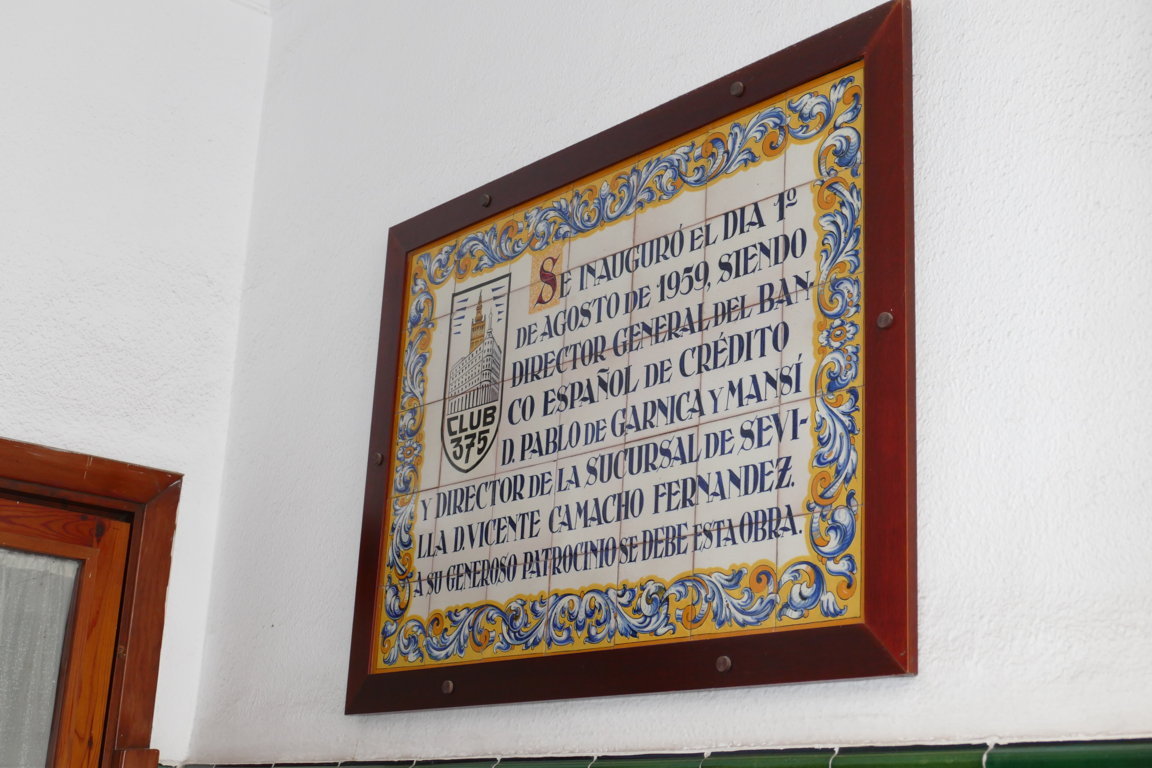 SE INAUGURÓ EL DIA 1º
DE AGOSTO DE 1959, SIENDO
DIRECTOR GENERAL DEL BAN-
CO ESPAÑOL DE CRÉDITO
D. PABLO DE GARNICA Y MANSÍ
Y DIRECTOR DE LA SUCURSAL DE SEVI-
LLA D. VICENTE CAMACHO FERNANDEZ.
A SU GENEROSO PATROCINIO SE DEBE ESTA OBRA.
CLUB
375